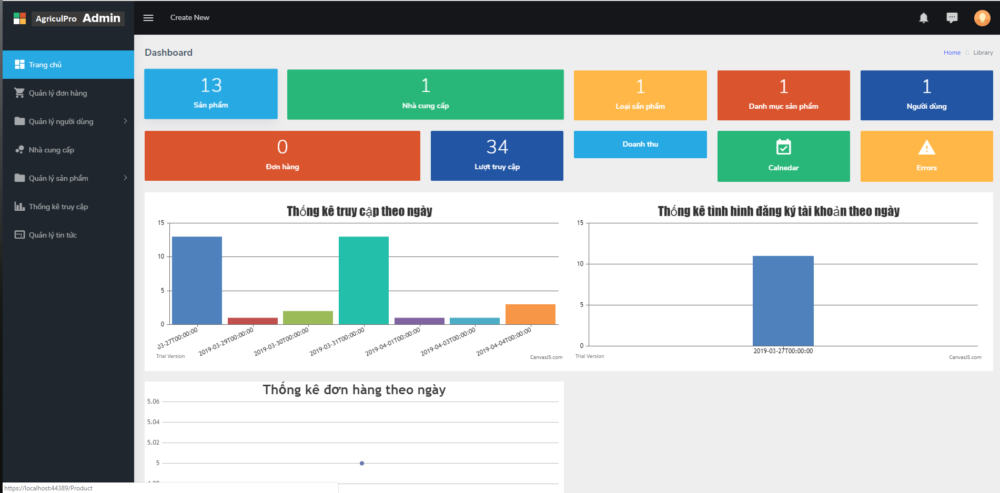 AgriculPro Admin
Create New
Trang chủ
Quản lý đơn hàng
Quản lý người dùng
Nhà cung cấp
Quản lý sản phẩm
Thống kê truy cập
Quản lý tin tức
Dashboard
Home
Library
13
Sản phẩm
1
Nhà cung cấp
1
Loại sẩn phẩm
1
Danh mục sản phẩm
1
Người dùng
0
Đơn hàng
34
Lượt truy cập
Doanh thu
Calnedar
Errors
Thống kê truy cập theo ngày
15
10
5
0
03-27T00:00:00
2019-03-29T00:00:00
2019-03-30T00:00:00
2019-03-31T00:00:00
2019-04-01T00:00:00
2019-04-03T00:00:00
2019-04-04T00:00:00
Trial Version
CanvasJS.com
Thống kê tình hình đăng ký tài khoản theo ngày
15
10
5
0
2019-03-27T00:00:00
Trial Version
CanvasJS.com
Thống kê đơn hàng theo ngày
5.06
5.04
5.02
5
https://localhost:44389/Product